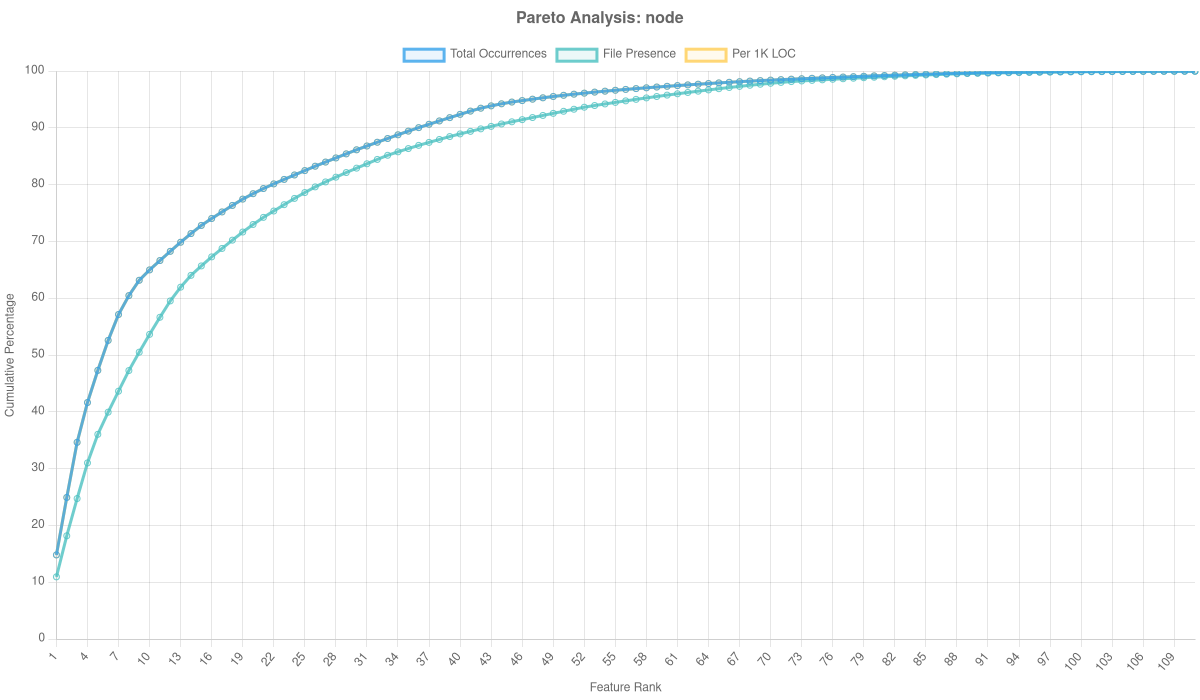 Pareto Analysis: node
Total Occurrences File Presence Per 1K LOC
100
90
80
70
60
50
40
30
20
10
0
Cumulative Percentage
1 4 7 10 13 16 19 22 25 28 31 34 37 40 43 46 49 52 55 58 61 64 67 70 73 76 79 82 85 88 91 94 97 100 103 106 109
Feature Rank